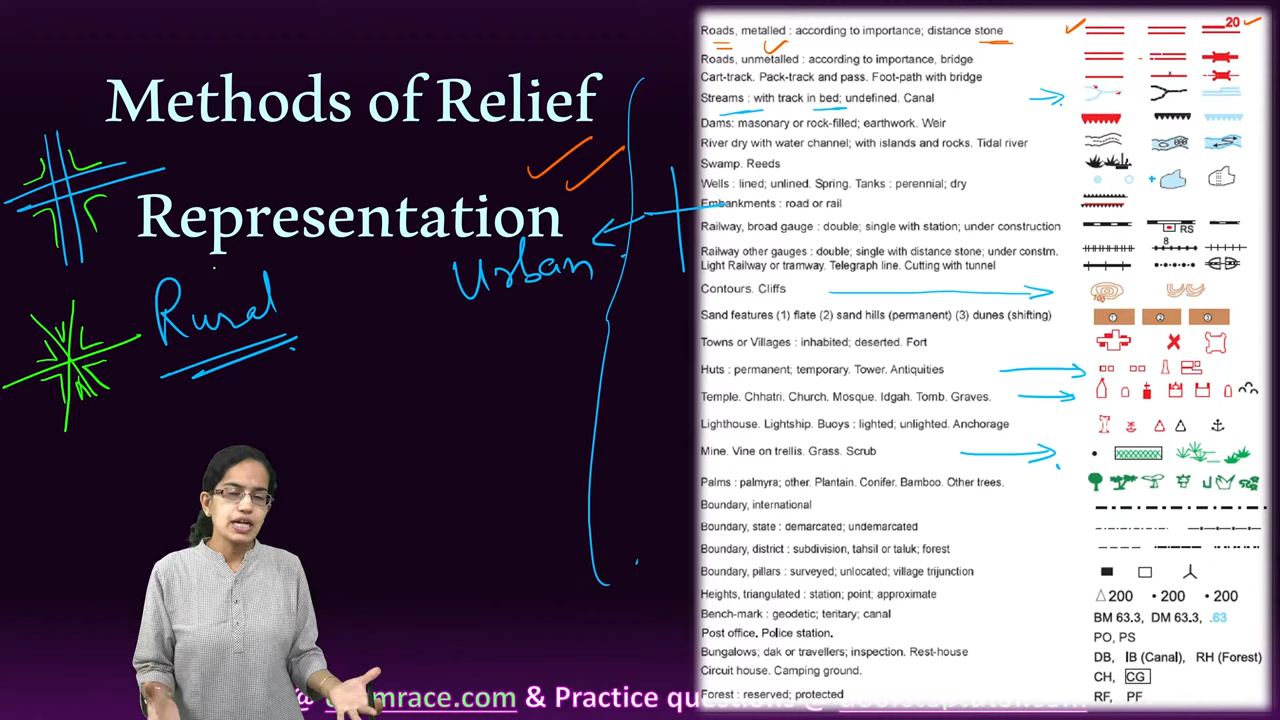 Methods of Relief
Representation
Urban
Rural
Roads, metalled : according to importance; distance stone
20
Roads, unmetalled : according to importance, bridge
Cart-track. Pack-track and pass. Foot-path with bridge
Streams : with track in bed; undefined. Canal
Dams: masonary or rock-filled; earthwork. Weir
River dry with water channel; with islands and rocks. Tidal river
Swamp. Reeds
Wells : lined; unlined. Spring. Tanks : perennial; dry
Embankments : road or rail
Railway, broad gauge : double; single with station; under construction
RS
Railway other gauges : double; single with distance stone; under constrn.
8
Light Railway or tramway. Telegraph line. Cutting with tunnel
Contours. Cliffs
Sand features (1) flate (2) sand hills (permanent) (3) dunes (shifting)
1 2 3
Towns or Villages : inhabited; deserted. Fort
Huts : permanent; temporary. Tower. Antiquities
Temple. Chhatri. Church. Mosque. Idgah. Tomb. Graves.
Lighthouse. Lightship. Buoys : lighted; unlighted. Anchorage
Mine. Vine on trellis. Grass. Scrub
Palms : palmyra; other. Plantain. Conifer. Bamboo. Other trees.
Boundary, international
Boundary, state : demarcated; undemarcated
Boundary, district : subdivision, tahsil or taluk; forest
Boundary, pillars : surveyed; unlocated; village trijunction
Heights, triangulated : station; point; approximate
△200 •200 •200
Bench-mark : geodetic; teritary; canal
BM 63.3, DM 63.3, .63
Post office. Police station.
PO, PS
Bungalows; dak or travellers; inspection. Rest-house
DB, IB (Canal), RH (Forest)
Circuit house. Camping ground.
CH, CG
Forest : reserved; protected
RF, PF
& Practice